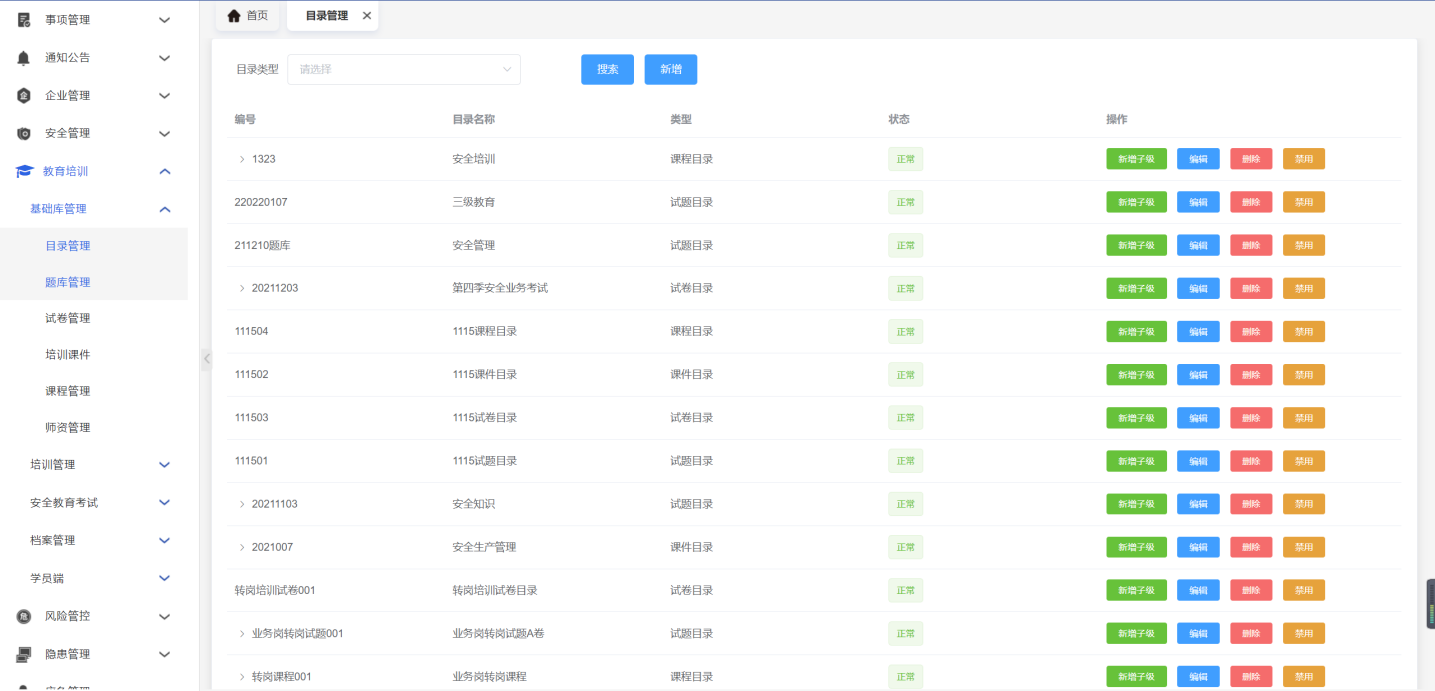 事项管理
通知公告
企业管理
安全管理
教育培训
基础库管理
目录管理
题库管理
试卷管理
培训课件
课程管理
师资管理
培训管理
安全教育考试
档案管理
学员端
风险管控
隐患管理
首页 目录管理
目录类型 请选择 搜索 新增
编号 目录名称 类型 状态 操作
1323 安全培训 课程目录 正常 新增子级 编辑 删除 禁用
220220107 三级教育 试题目录 正常 新增子级 编辑 删除 禁用
211210题库 安全管理 试题目录 正常 新增子级 编辑 删除 禁用
20211203 第四季安全业务考试 试卷目录 正常 新增子级 编辑 删除 禁用
111504 1115课程目录 课程目录 正常 新增子级 编辑 删除 禁用
111502 1115课件目录 课件目录 正常 新增子级 编辑 删除 禁用
111503 1115试卷目录 试卷目录 正常 新增子级 编辑 删除 禁用
111501 1115试题目录 试题目录 正常 新增子级 编辑 删除 禁用
20211103 安全知识 试题目录 正常 新增子级 编辑 删除 禁用
2021007 安全生产管理 课件目录 正常 新增子级 编辑 删除 禁用
转岗培训试卷001 转岗培训试卷目录 试卷目录 正常 新增子级 编辑 删除 禁用
业务岗转岗试题001 业务岗转岗试题A卷 试题目录 正常 新增子级 编辑 删除 禁用
转岗课程001 业务岗转岗课程 课程目录 正常 新增子级 编辑 删除 禁用